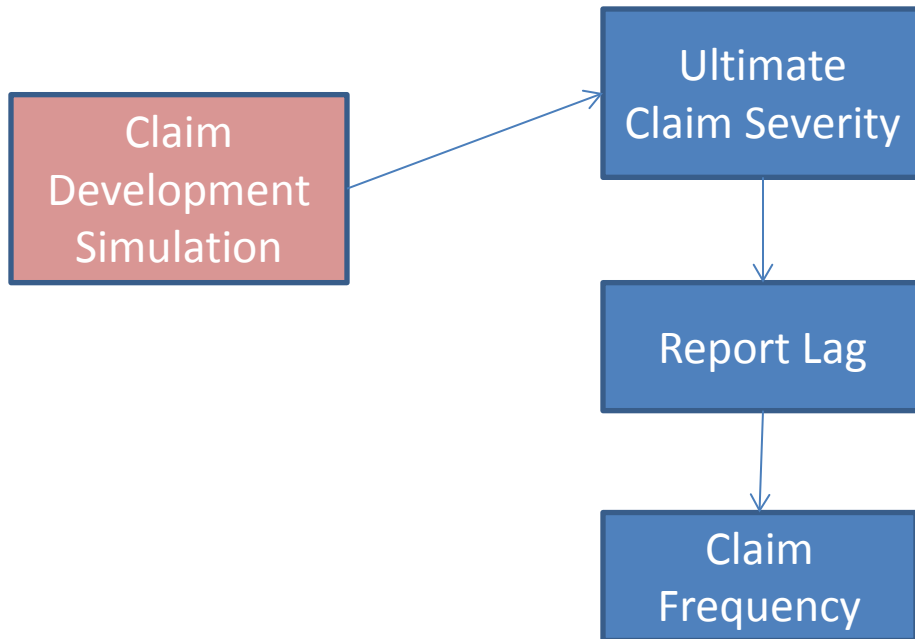 Claim
Development
Simulation
Ultimate
Claim Severity
Report Lag
Claim
Frequency